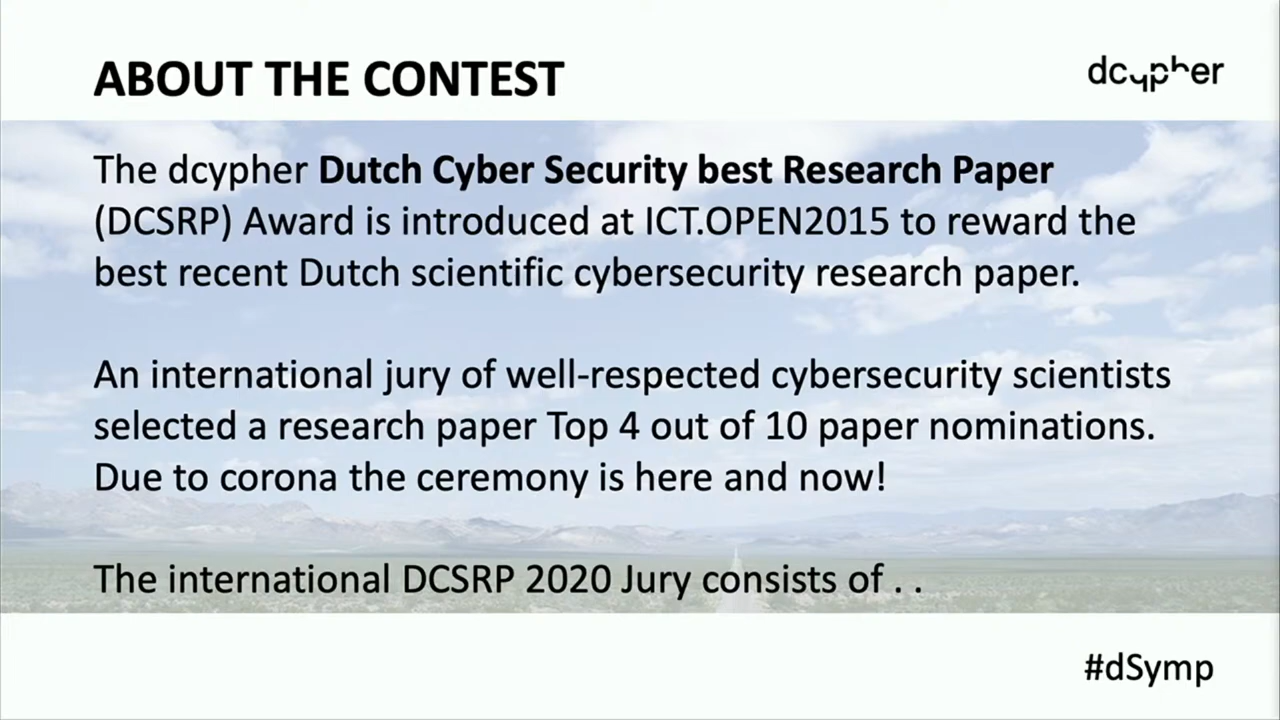 ABOUT THE CONTEST
dcypher
The dcypher Dutch Cyber Security best Research Paper
(DCSRP) Award is introduced at ICT.OPEN2015 to reward the
best recent Dutch scientific cybersecurity research paper.
An international jury of well-respected cybersecurity scientists
selected a research paper Top 4 out of 10 paper nominations.
Due to corona the ceremony is here and now!
The international DCSRP 2020 Jury consists of . .
#dSymp